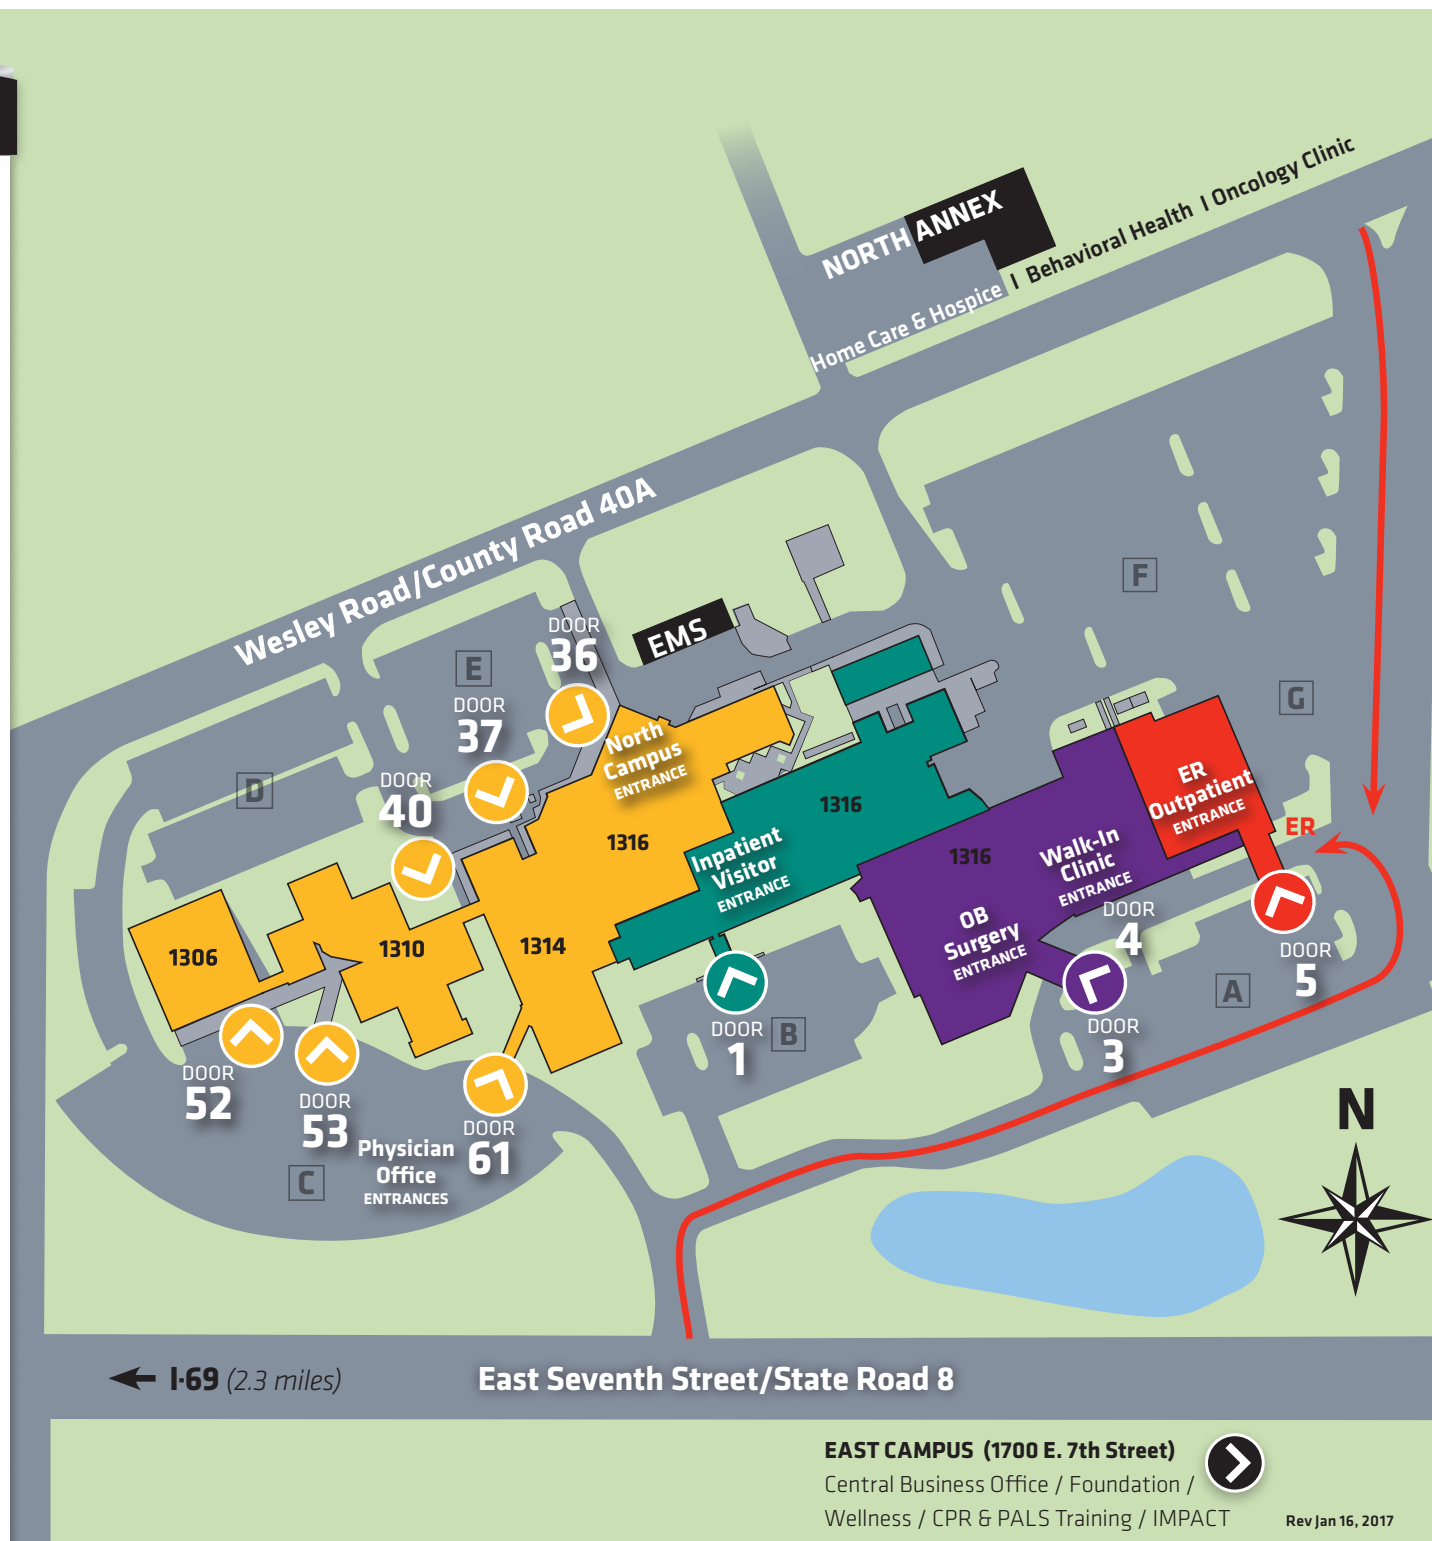 NORTH ANNEX
Home Care & Hospice I Behavioral Health I Oncology Clinic
Wesley Road/County Road 40A
F
EMS
DOOR
36
E
DOOR
37
G
North
Campus
ENTRANCE
D
DOOR
40
ER
Outpatient
ENTRANCE
1316
1316
1316
ER
Inpatient
Visitor
ENTRANCE
Walk-In
Clinic
ENTRANCE
OB
Surgery
ENTRANCE
DOOR
4
1306
1310
1314
DOOR
5
A
DOOR
1
B
DOOR
3
DOOR
52
DOOR
53
DOOR
61
Physician
Office
ENTRANCES
C
N
I-69 (2.3 miles)
East Seventh Street/State Road 8
EAST CAMPUS (1700 E. 7th Street)
Central Business Office / Foundation /
Wellness / CPR & PALS Training / IMPACT
Rev Jan 16, 2017